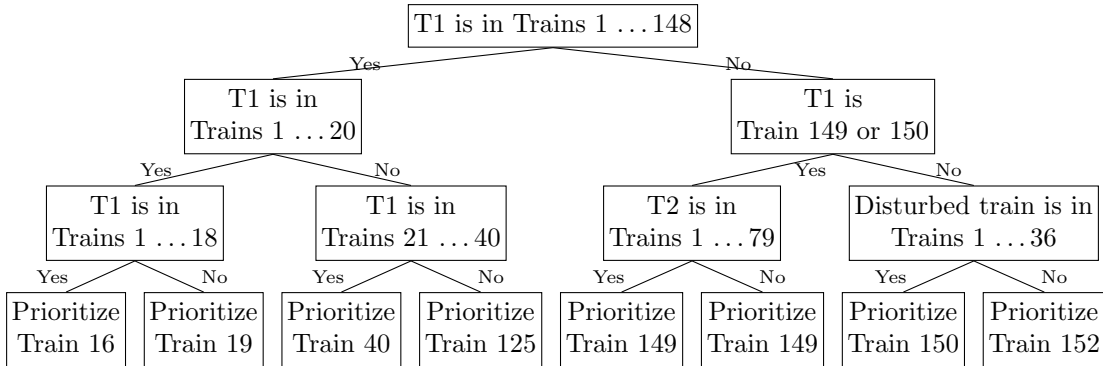 T1 is in Trains 1 ... 148
Yes
No
T1 is in
Trains 1 ... 20
T1 is
Train 149 or 150
Yes
No
Yes
No
T1 is in
Trains 1 ... 18
T1 is in
Trains 21 ... 40
T2 is in
Trains 1 ... 79
Disturbed train is in
Trains 1 ... 36
Yes
No
Yes
No
Yes
No
Yes
No
Prioritize
Train 16
Prioritize
Train 19
Prioritize
Train 40
Prioritize
Train 125
Prioritize
Train 149
Prioritize
Train 149
Prioritize
Train 150
Prioritize
Train 152